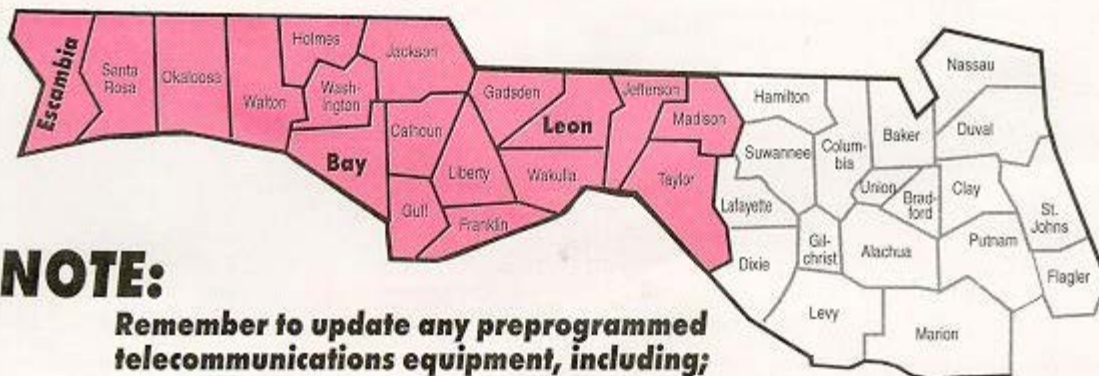 Escambia
Santa
Rosa
Okaloosa
Walton
Holmes
Wash-
ington
Jackson
Bay
Calhoun
Gulf
Liberty
Franklin
Gadsden
Leon
Wakulla
Jefferson
Madison
Taylor
Hamilton
Suwannee
Lafayette
Dixie
Colum-
bia
Gil-
christ
Levy
Baker
Union
Brad-
ford
Alachua
Marion
Nassau
Duval
Clay
Putnam
St.
Johns
Flagler
NOTE:
Remember to update any preprogrammed
telecommunications equipment, including;